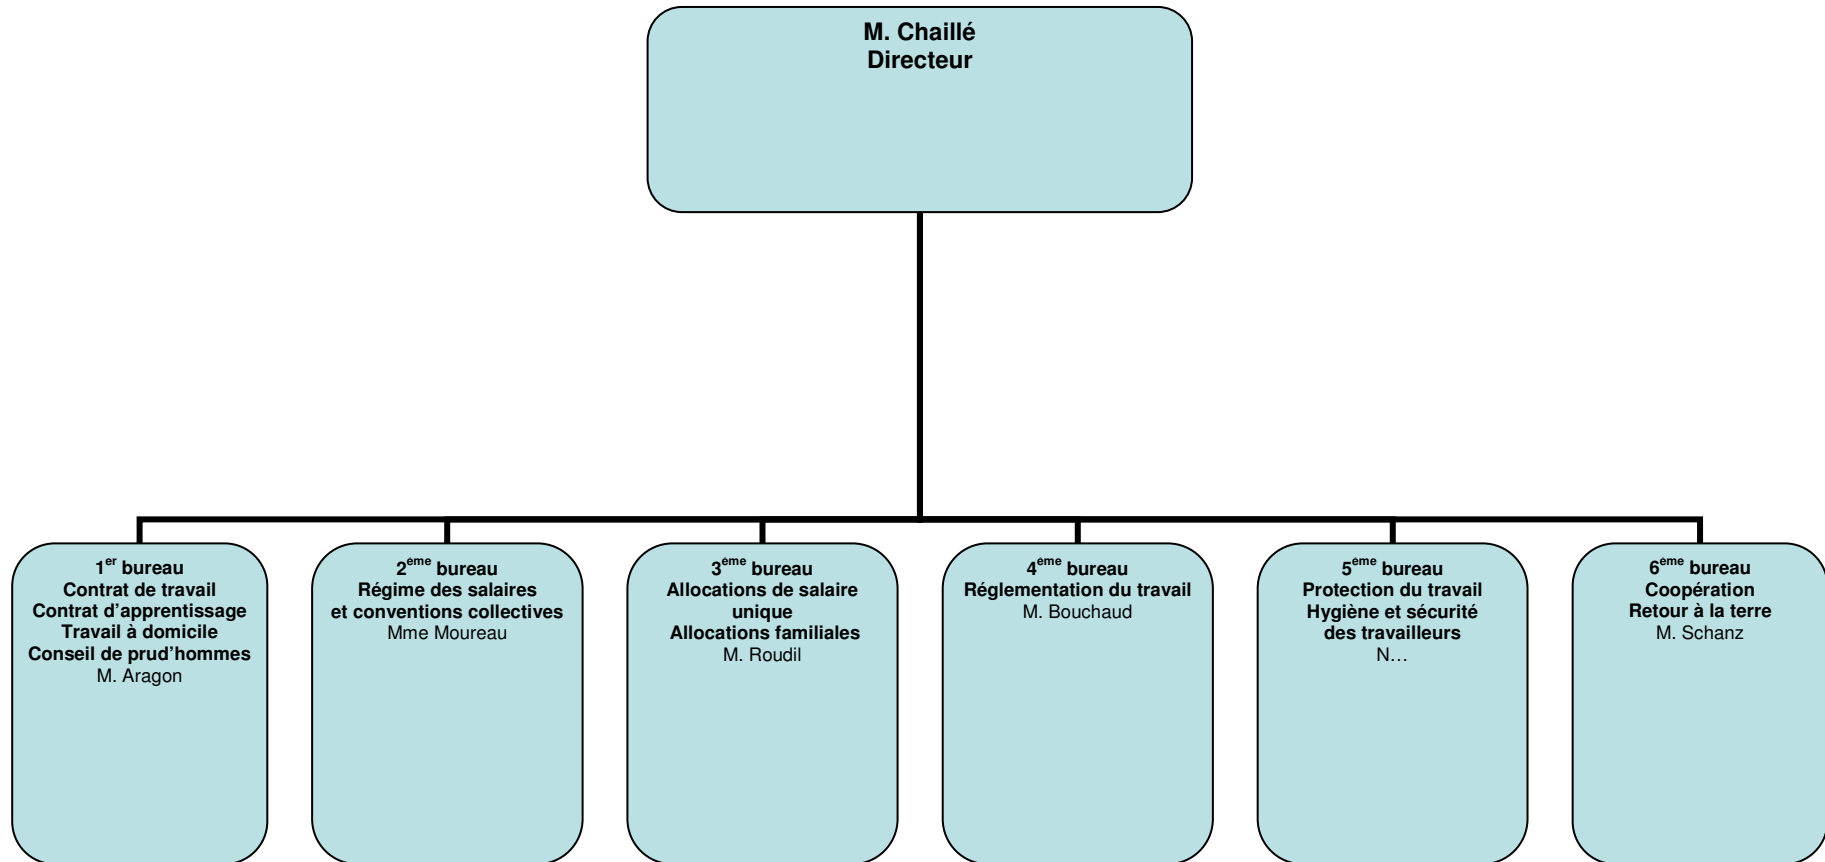 M. Chaillé
Directeur
1er bureau
Contrat de travail
Contrat d'apprentissage
Travail à domicile
Conseil de prud'hommes
M. Aragon
2ème bureau
Régime des salaires
et conventions collectives
Mme Moureau
3ème bureau
Allocations de salaire
unique
Allocations familiales
M. Roudil
4ème bureau
Réglementation du travail
M. Bouchaud
5ème bureau
Protection du travail
Hygiène et sécurité
des travailleurs
N…
6ème bureau
Coopération
Retour à la terre
M. Schanz